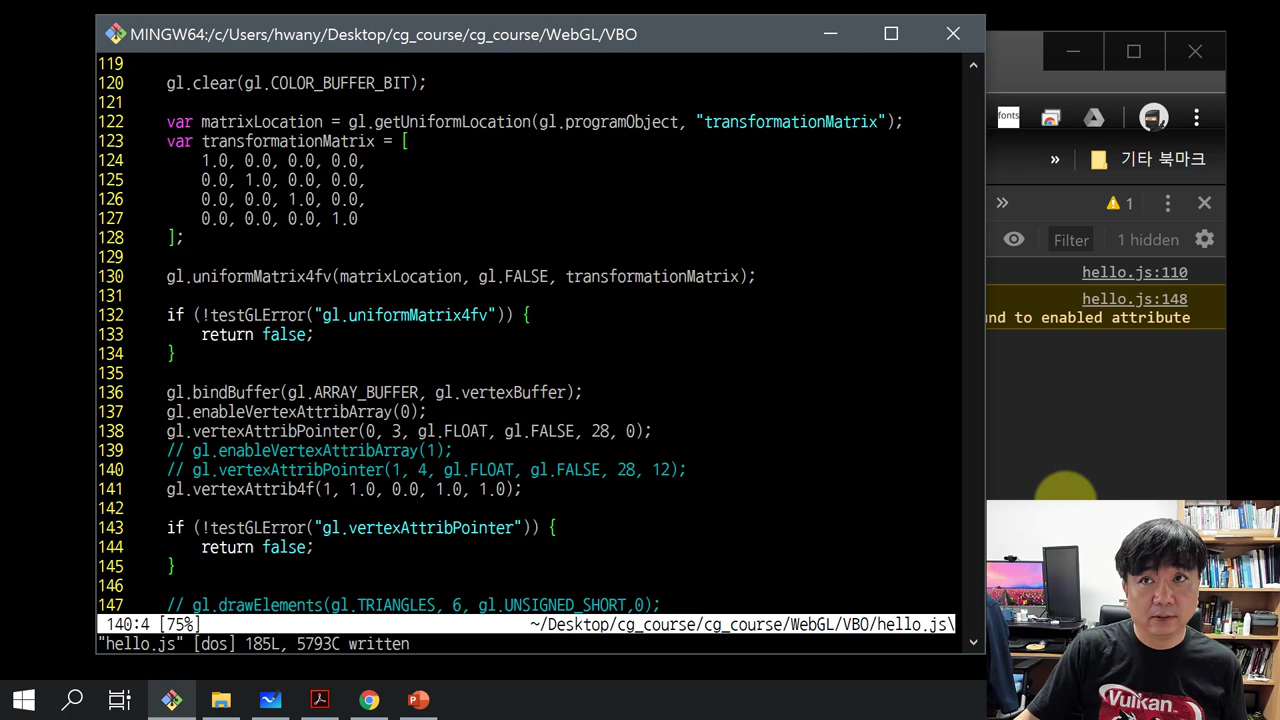 MINGW64:/c/Users/hwany/Desktop/cg_course/cg_course/WebGL/VBO
119
120 gl.clear(gl.COLOR_BUFFER_BIT);
121
122 var matrixLocation = gl.getUniformLocation(gl.programObject, "transformationMatrix");
123 var transformationMatrix = [
124 1.0, 0.0, 0.0, 0.0,
125 0.0, 1.0, 0.0, 0.0,
126 0.0, 0.0, 1.0, 0.0,
127 0.0, 0.0, 0.0, 1.0
128 ];
129
130 gl.uniformMatrix4fv(matrixLocation, gl.FALSE, transformationMatrix);
131
132 if (!testGLError("gl.uniformMatrix4fv")) {
133 return false;
134 }
135
136 gl.bindBuffer(gl.ARRAY_BUFFER, gl.vertexBuffer);
137 gl.enableVertexAttribArray(0);
138 gl.vertexAttribPointer(0, 3, gl.FLOAT, gl.FALSE, 28, 0);
139 // gl.enableVertexAttribArray(1);
140 // gl.vertexAttribPointer(1, 4, gl.FLOAT, gl.FALSE, 28, 12);
141 gl.vertexAttrib4f(1, 1.0, 0.0, 1.0, 1.0);
142
143 if (!testGLError("gl.vertexAttribPointer")) {
144 return false;
145 }
146
147 // gl.drawElements(gl.TRIANGLES, 6, gl.UNSIGNED_SHORT,0);
140:4 [75%] ~/Desktop/cg_course/cg_course/WebGL/VBO/hello.js\
"hello.js" [dos] 185L, 5793C written
fonts
» 기타 북마크
» 1
Filter 1 hidden
hello.js:110
hello.js:148
nd to enabled attribute
Vulkan